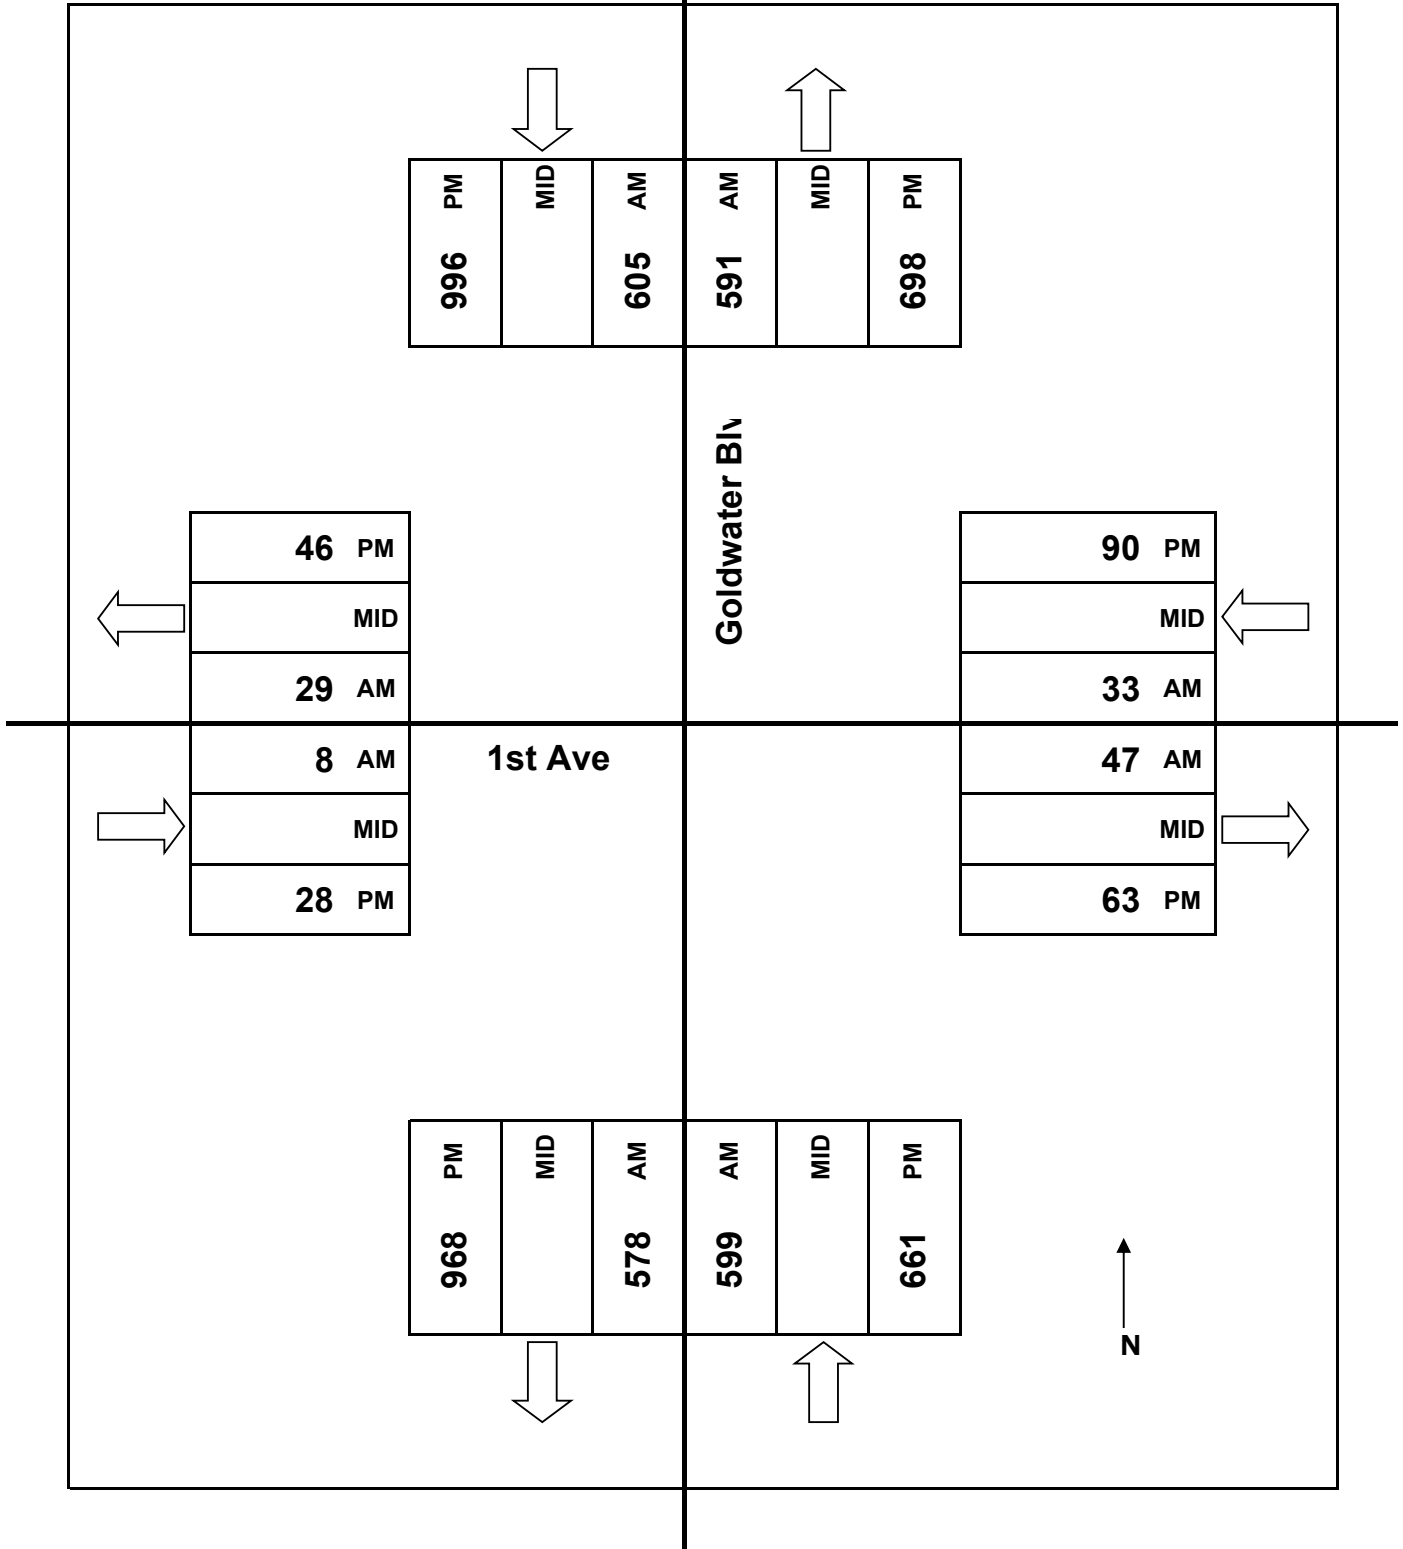 PM MID AM AM MID PM
996 605 591 698
Goldwater Blv
46 PM
MID
29 AM
90 PM
MID
33 AM
8 AM
MID
28 PM
1st Ave
47 AM
MID
63 PM
PM MID AM AM MID PM
968 578 599 661
N